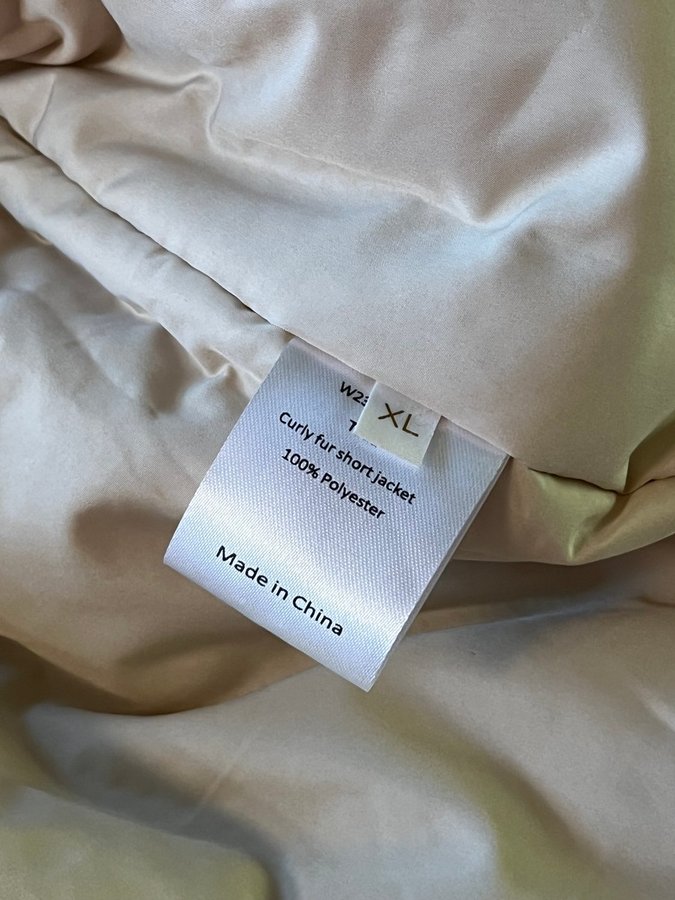 XL
Curly fur short jacket
100% Polyester
Made in China